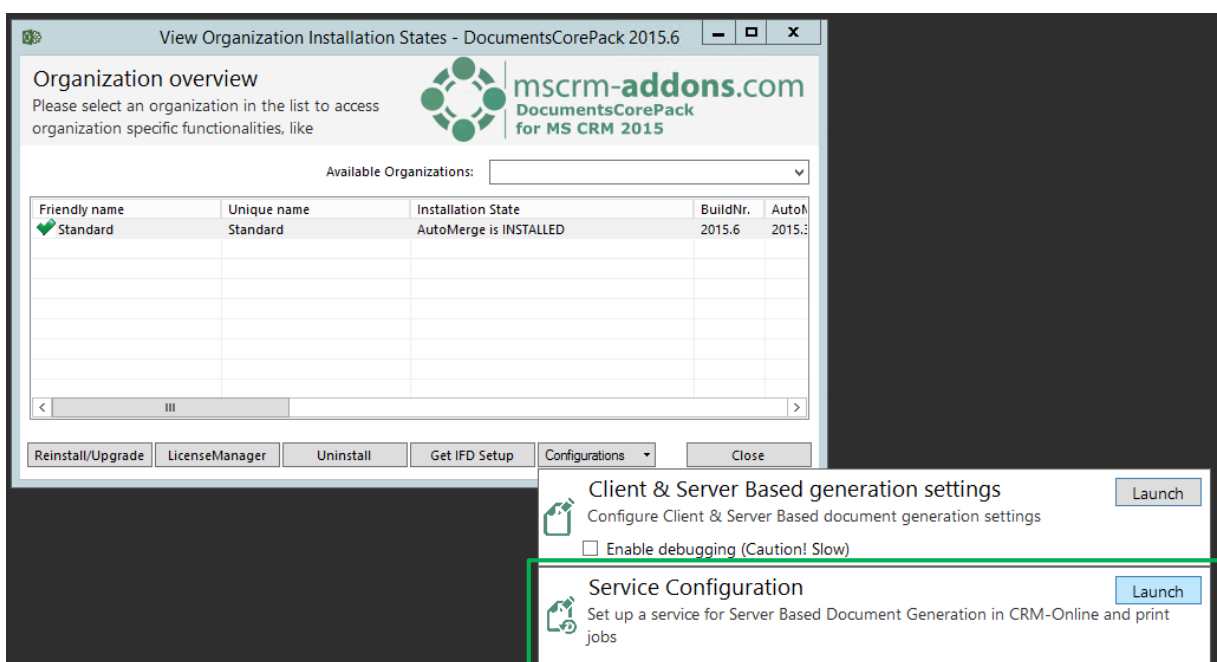 View Organization Installation States - DocumentsCorePack 2015.6
Organization overview
Please select an organization in the list to access
organization specific functionalities, like
mscrm-addons.com
DocumentsCorePack
for MS CRM 2015
Available Organizations:
Friendly name Unique name Installation State BuildNr. AutoM
Standard Standard AutoMerge is INSTALLED 2015.6 2015.3
Reinstall/Upgrade LicenseManager Uninstall Get IFD Setup Configurations Close
Client & Server Based generation settings Launch
Configure Client & Server Based document generation settings
Enable debugging (Caution! Slow)
Service Configuration Launch
Set up a service for Server Based Document Generation in CRM-Online and print
jobs